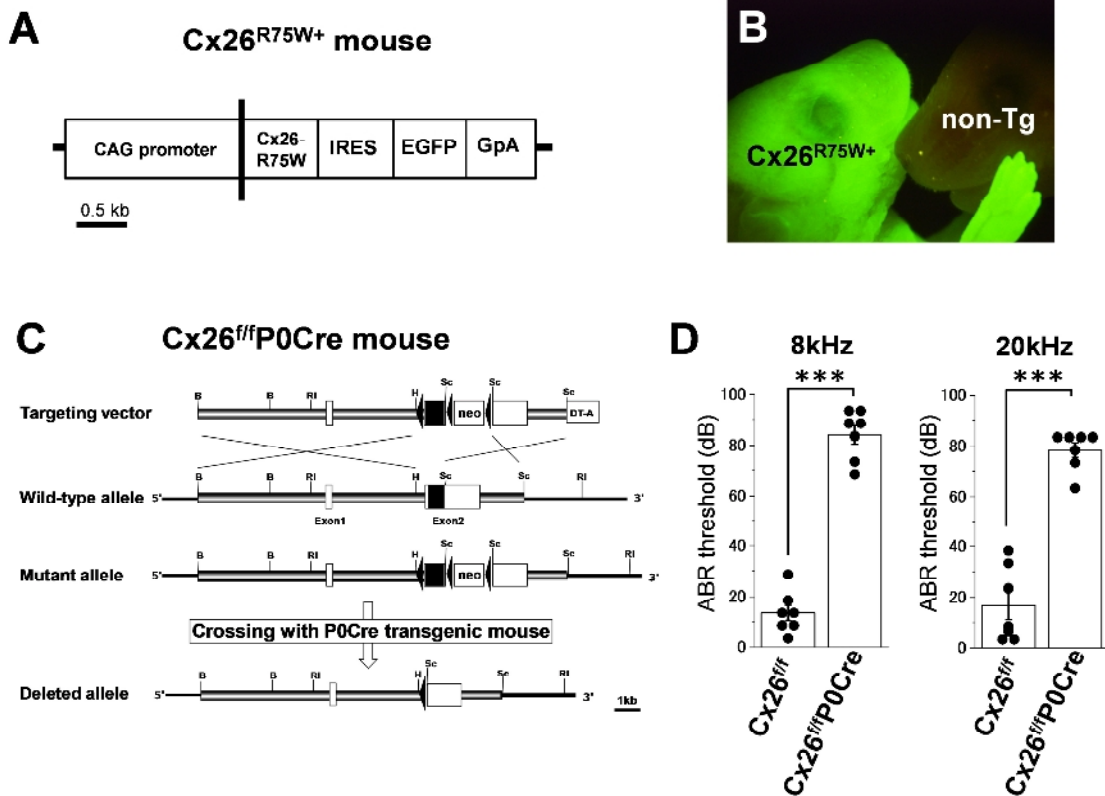 A
Cx26R75W+ mouse
CAG promoter
Cx26-
R75W
IRES
EGFP
GpA
0.5 kb
B
Cx26R75W+
non-Tg
C
Cx26f/fP0Cre mouse
Targeting vector
B
B
RI
H
Sc
neo
Sc
Sc
DT-A
Wild-type allele
5'
B
B
RI
H
Sc
Sc
RI
3'
Exon1
Exon2
Mutant allele
5'
B
B
RI
H
Sc
neo
Sc
Sc
RI
3'
Crossing with P0Cre transgenic mouse
Deleted allele
5'
B
B
RI
H
Sc
Sc
RI
3'
1kb
D
8kHz
***
ABR threshold (dB)
100
80
60
40
20
0
Cx26f/f
Cx26f/fP0Cre
20kHz
***
ABR threshold (dB)
100
80
60
40
20
0
Cx26f/f
Cx26f/fP0Cre